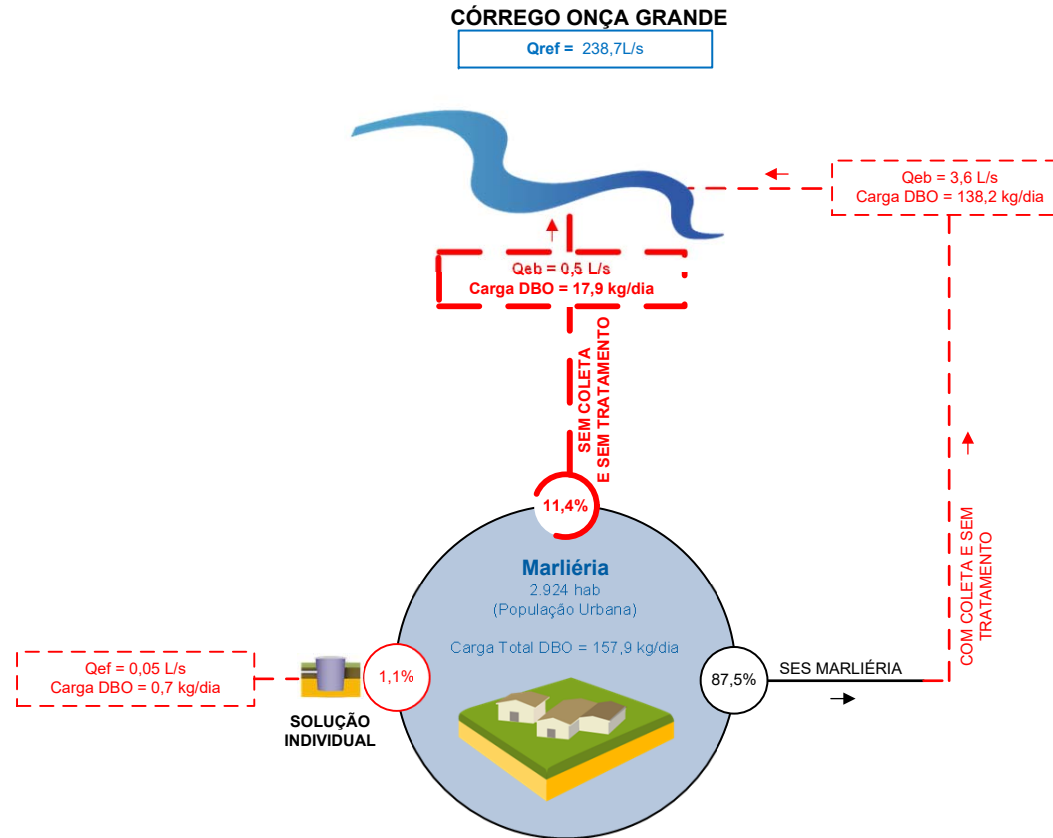 CÓRREGO ONÇA GRANDE
Qref = 238,7L/s
Qeb = 3,6 L/s
Carga DBO = 138,2 kg/dia
Qeb = 0,5 L/s
Carga DBO = 17,9 kg/dia
SEM COLETA
E SEM TRATAMENTO
11,4%
Marliéria
2.924 hab
(População Urbana)
Carga Total DBO = 157,9 kg/dia
COM COLETA E SEM
TRATAMENTO
Qef = 0,05 L/s
Carga DBO = 0,7 kg/dia
1,1%
SOLUÇÃO
INDIVIDUAL
87,5%
SES MARLIÉRIA